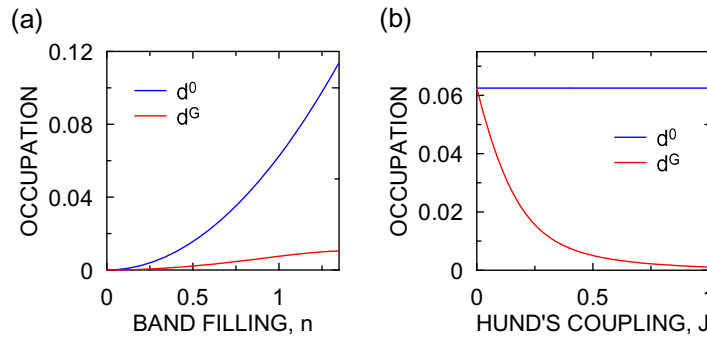 (a)
0.12
0.08
0.04
0
OCCUPATION
d⁰
dᴳ
0
0.5
1
BAND FILLING, n
(b)
0.06
0.04
0.02
0
OCCUPATION
d⁰
dᴳ
0
0.5
1
HUND'S COUPLING, J